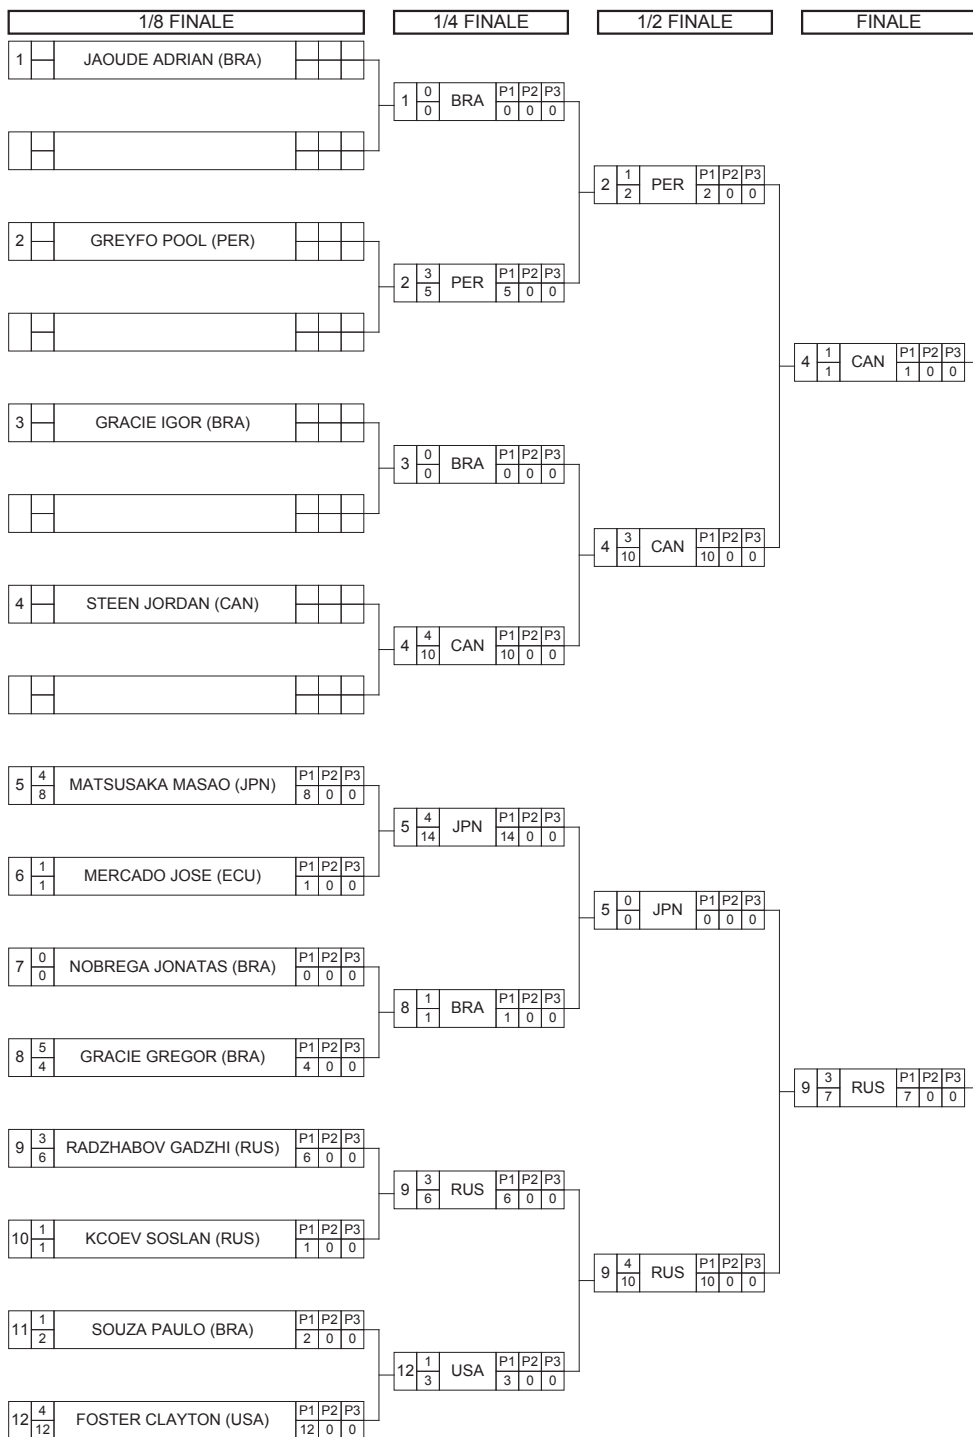 1/8 FINALE 1/4 FINALE 1/2 FINALE FINALE
1 JAOUDE ADRIAN (BRA)
1 0 0 BRA P1 P2 P3 0 0 0
2 1 2 PER P1 P2 P3 2 0 0
2 GREYFO POOL (PER)
2 3 5 PER P1 P2 P3 5 0 0
4 1 1 CAN P1 P2 P3 1 0 0
3 GRACIE IGOR (BRA)
3 0 0 BRA P1 P2 P3 0 0 0
4 3 10 CAN P1 P2 P3 10 0 0
4 STEEN JORDAN (CAN)
4 4 10 CAN P1 P2 P3 10 0 0
5 4 8 MATSUSAKA MASAO (JPN) P1 P2 P3 8 0 0
5 4 14 JPN P1 P2 P3 14 0 0
6 1 1 MERCADO JOSE (ECU) P1 P2 P3 1 0 0
5 0 0 JPN P1 P2 P3 0 0 0
7 0 0 NOBREGA JONATAS (BRA) P1 P2 P3 0 0 0
8 1 1 BRA P1 P2 P3 1 0 0
8 5 4 GRACIE GREGOR (BRA) P1 P2 P3 4 0 0
9 3 7 RUS P1 P2 P3 7 0 0
9 3 6 RADZHABOV GADZHI (RUS) P1 P2 P3 6 0 0
9 3 6 RUS P1 P2 P3 6 0 0
10 1 1 KCOEV SOSLAN (RUS) P1 P2 P3 1 0 0
9 4 10 RUS P1 P2 P3 10 0 0
11 1 2 SOUZA PAULO (BRA) P1 P2 P3 2 0 0
12 1 3 USA P1 P2 P3 3 0 0
12 4 12 FOSTER CLAYTON (USA) P1 P2 P3 12 0 0